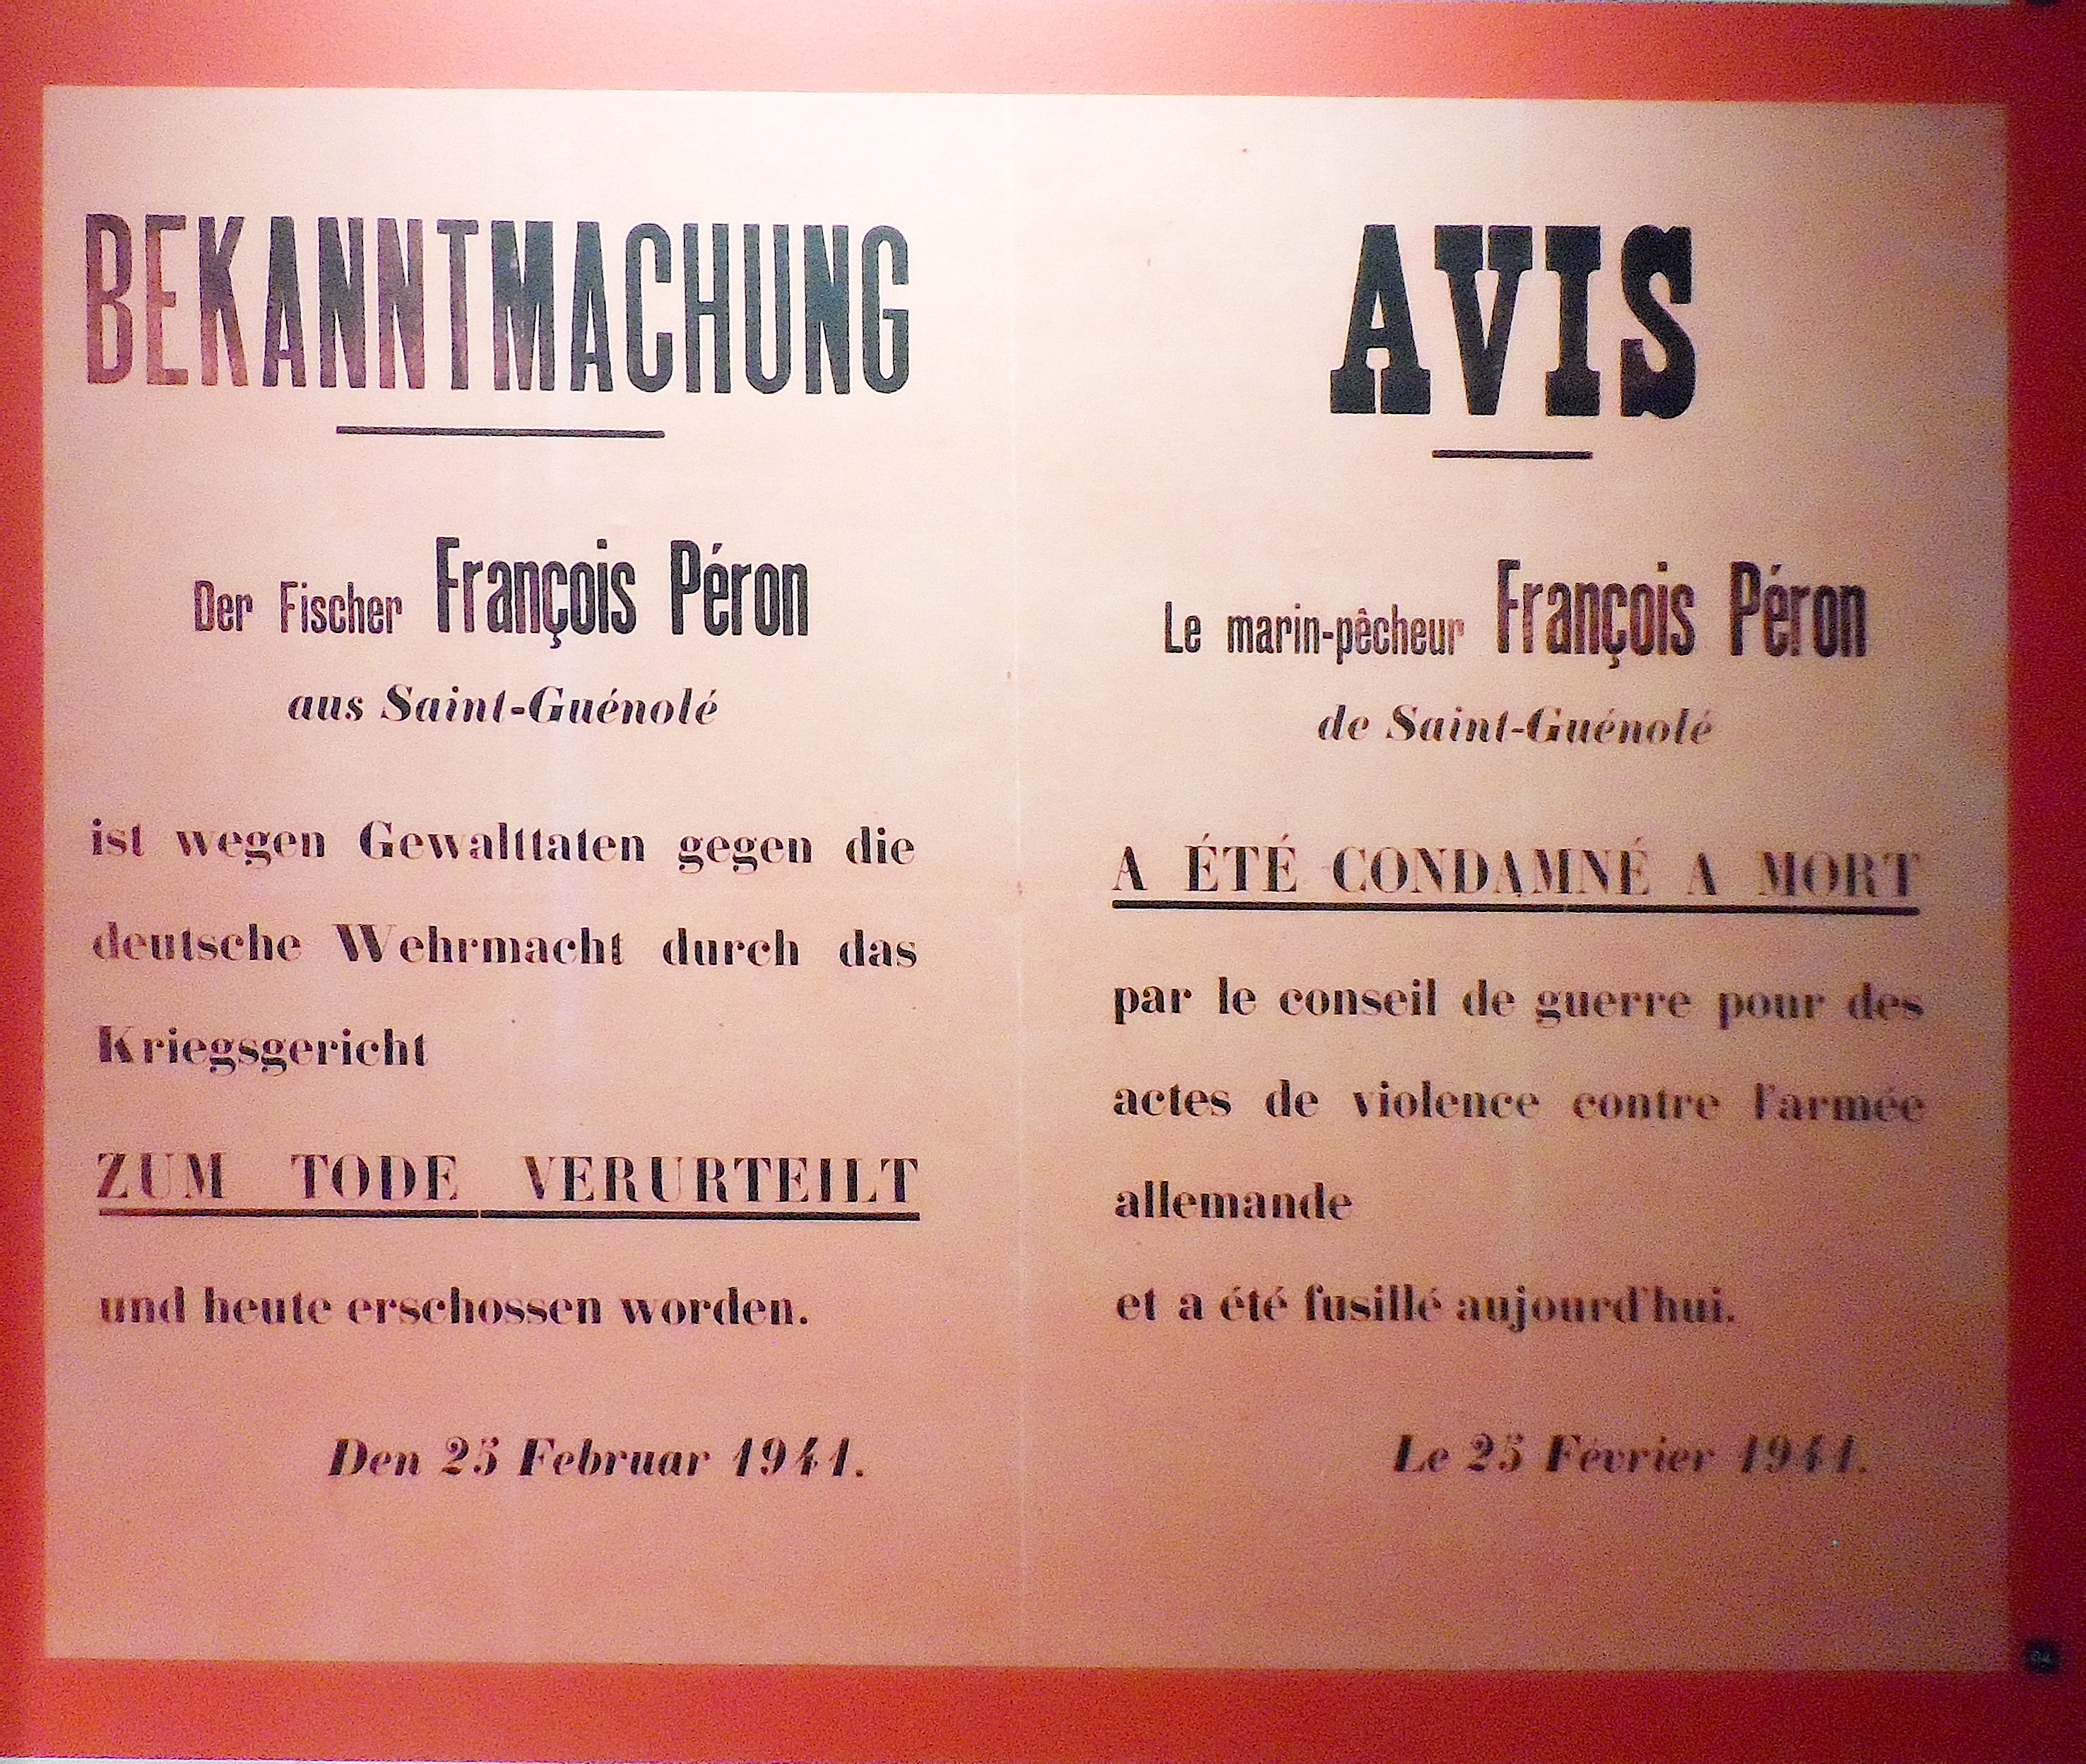 BEKANNTMACHUNG
Der Fischer François Péron
aus Saint-Guénolé
ist wegen Gewalttaten gegen die
deutsche Wehrmacht durch das
Kriegsgericht
ZUM TODE VERURTEILT
und heute erschossen worden.
Den 25 Februar 1941.
AVIS
Le marin-pêcheur François Péron
de Saint-Guénolé
A ÉTÉ CONDAMNÉ A MORT
par le conseil de guerre pour des
actes de violence contre l'armée
allemande
et a été fusillé aujourd'hui.
Le 25 Février 1941.